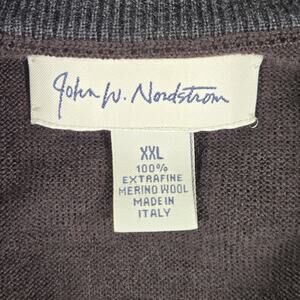 John W. Nordstrom
XXL
100%
EXTRAFINE
MERINO WOOL
MADE IN
ITALY